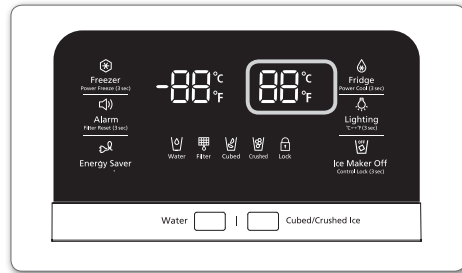 Freezer
Power Freeze (3 sec)
Alarm
Filter Reset (3 sec)
Energy Saver
-88 °C °F
88 °C °F
Fridge
Power Cool (3 sec)
Lighting
°C↔°F (3 sec)
OFF
Ice Maker Off
Control Lock (3 sec)
Water Filter Cubed Crushed Lock
Water | Cubed/Crushed Ice